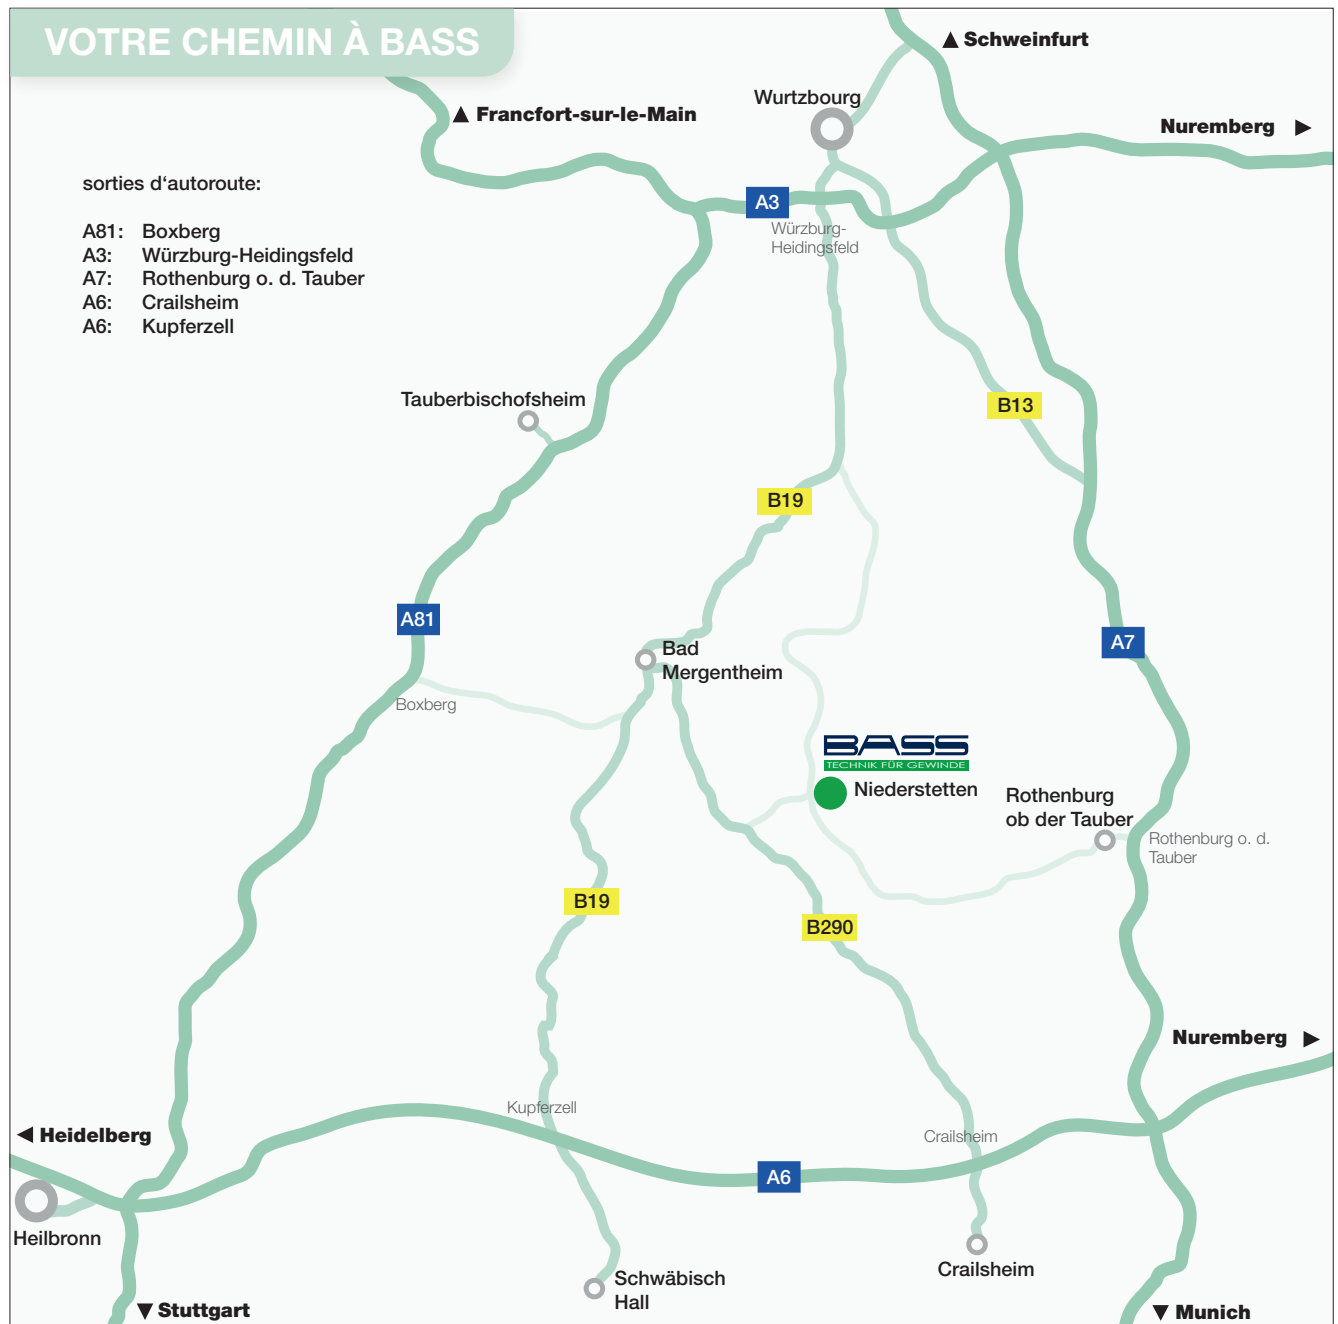 VOTRE CHEMIN À BASS
▲ Schweinfurt
Wurtzbourg
▲ Francfort-sur-le-Main
Nuremberg ▶
sorties d‘autoroute:
A81: Boxberg
A3: Würzburg-Heidingsfeld
A7: Rothenburg o. d. Tauber
A6: Crailsheim
A6: Kupferzell
A3
Würzburg-
Heidingsfeld
Tauberbischofsheim
B13
B19
A81
A7
Bad
Mergentheim
Boxberg
BASS
TECHNIK FÜR GEWINDE
Niederstetten
Rothenburg
ob der Tauber
Rothenburg o. d.
Tauber
B19
B290
Nuremberg ▶
Kupferzell
◀ Heidelberg
Crailsheim
A6
Heilbronn
Crailsheim
Schwäbisch
Hall
▼ Stuttgart
▼ Munich